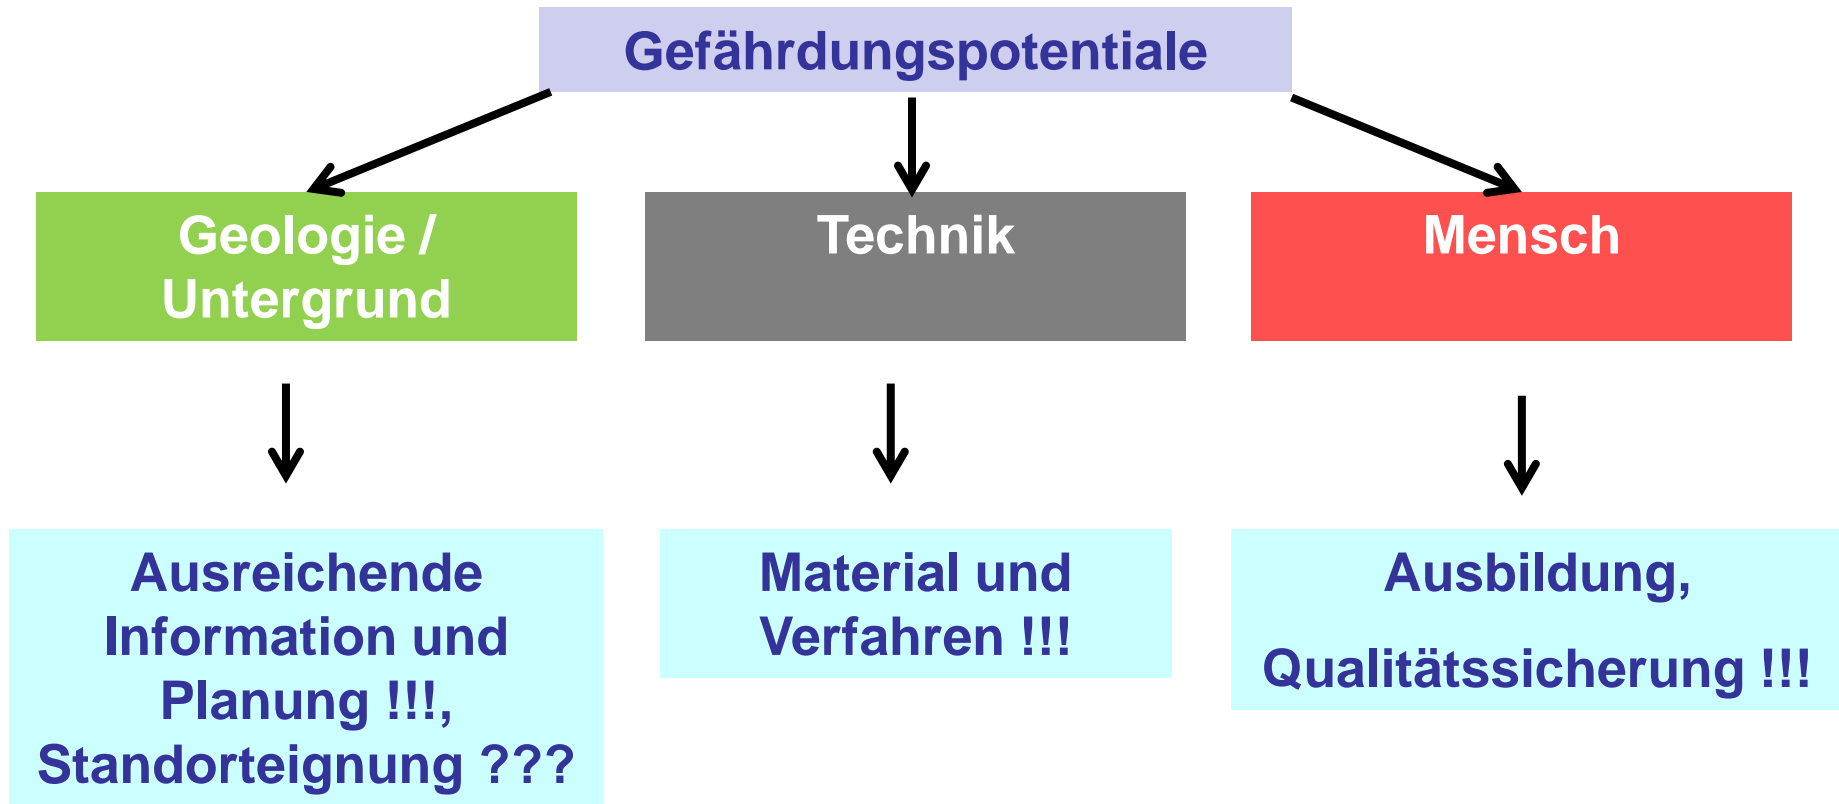 Gefährdungspotentiale
Geologie /
Untergrund
Technik
Mensch
Ausreichende
Information und
Planung !!!,
Standorteignung ???
Material und
Verfahren !!!
Ausbildung,
Qualitätssicherung !!!